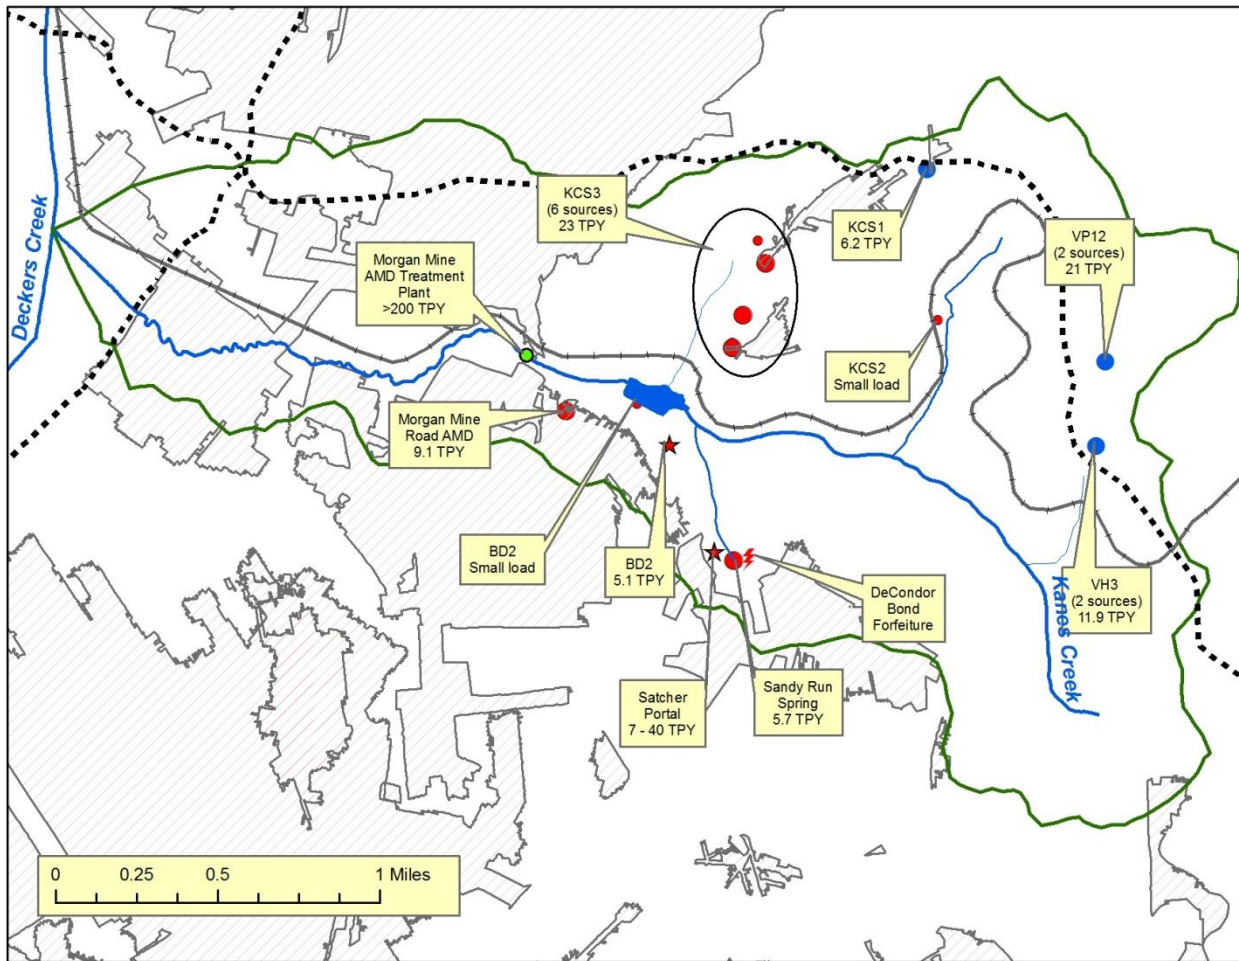 KCS3
(6 sources)
23 TPY
KCS1
6.2 TPY
VP12
(2 sources)
21 TPY
Deckers Creek
Morgan Mine
AMD Treatment
Plant
>200 TPY
KCS2
Small load
Morgan Mine
Road AMD
9.1 TPY
BD2
Small load
BD2
5.1 TPY
DeCondor
Bond
Forfeiture
VH3
(2 sources)
11.9 TPY
Kanes Creek
Satcher
Portal
7 - 40 TPY
Sandy Run
Spring
5.7 TPY
0 0.25 0.5 1 Miles